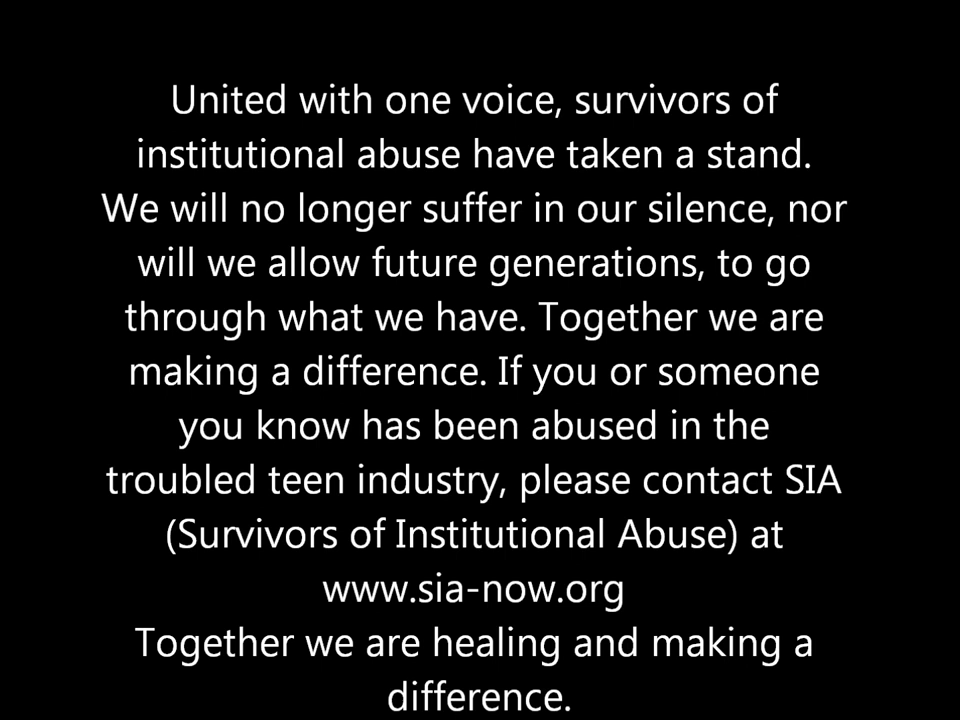 United with one voice, survivors of
institutional abuse have taken a stand.
We will no longer suffer in our silence, nor
will we allow future generations, to go
through what we have. Together we are
making a difference. If you or someone
you know has been abused in the
troubled teen industry, please contact SIA
(Survivors of Institutional Abuse) at
www.sia-now.org
Together we are healing and making a
difference.